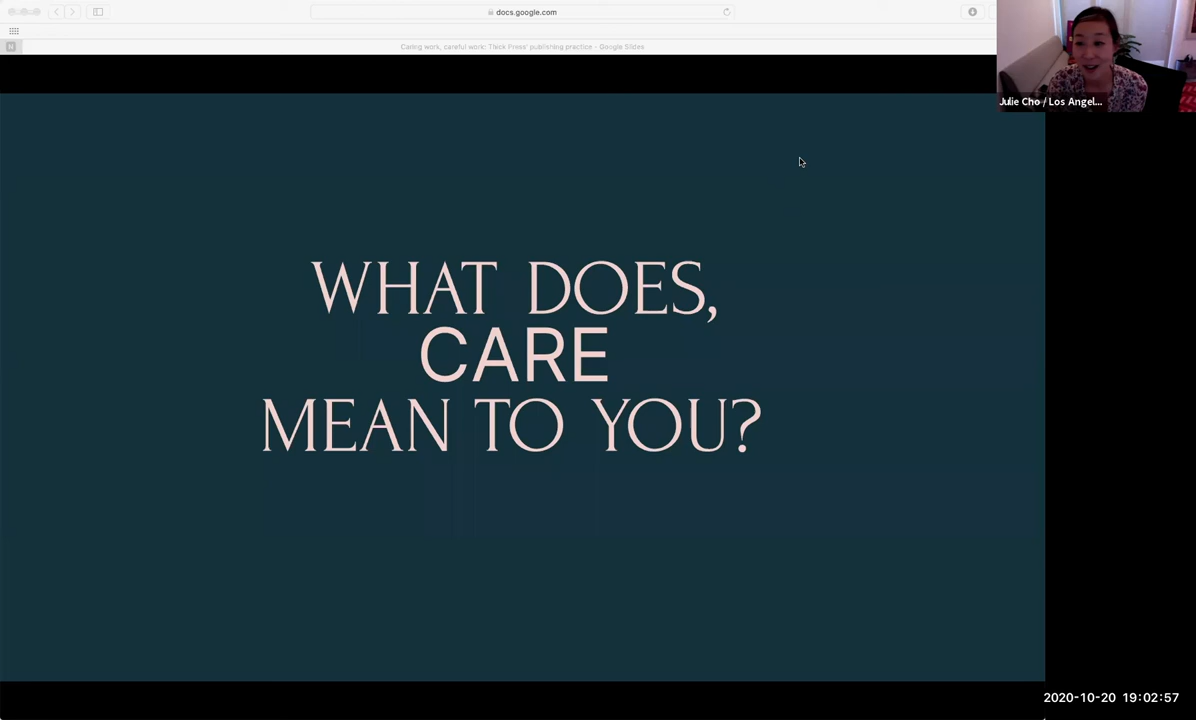 docs.google.com
Caring work, careful work: Thick Press' publishing practice - Google Slides
Julie Cho / Los Angel...
WHAT DOES,
CARE
MEAN TO YOU?
2020-10-20 19:02:57